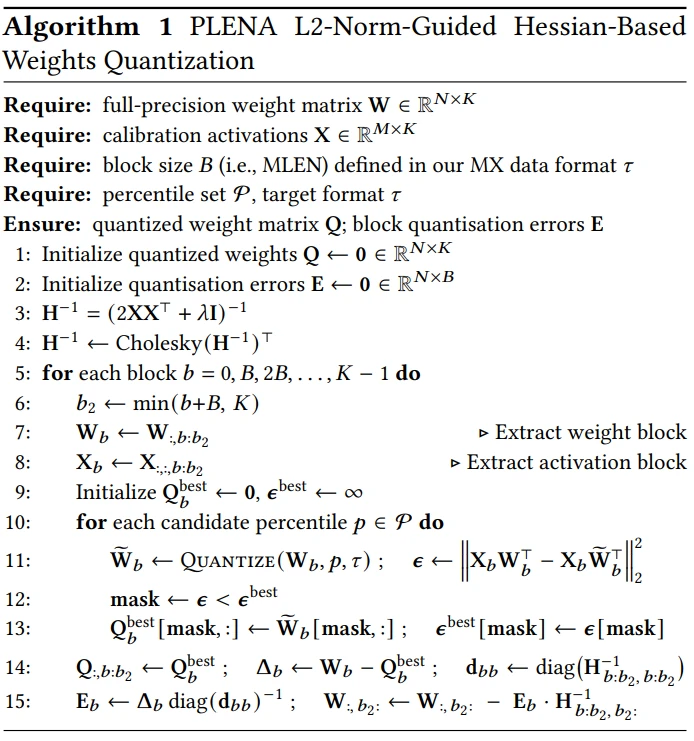 Algorithm 1 PLENA L2-Norm-Guided Hessian-Based
Weights Quantization
Require: full-precision weight matrix W ∈ ℝ^{N×K}
Require: calibration activations X ∈ ℝ^{M×K}
Require: block size B (i.e., MLEN) defined in our MX data format τ
Require: percentile set 𝒫, target format τ
Ensure: quantized weight matrix Q; block quantisation errors E
1: Initialize quantized weights Q ← 0 ∈ ℝ^{N×K}
2: Initialize quantisation errors E ← 0 ∈ ℝ^{N×B}
3: H^{−1} = (2XX^⊤ + λI)^{−1}
4: H^{−1} ← Cholesky(H^{−1})^⊤
5: for each block b = 0, B, 2B, . . . , K − 1 do
6: b_2 ← min(b+B, K)
7: W_b ← W_{:,b:b_2} ▷ Extract weight block
8: X_b ← X_{:,:,b:b_2} ▷ Extract activation block
9: Initialize Q_b^{best} ← 0, ϵ^{best} ← ∞
10: for each candidate percentile p ∈ 𝒫 do
11: W̃_b ← Quantize(W_b, p, τ) ; ϵ ← ‖X_b W_b^⊤ − X_b W̃_b^⊤‖_2^2
12: mask ← ϵ < ϵ^{best}
13: Q_b^{best}[mask, :] ← W̃_b[mask, :] ; ϵ^{best}[mask] ← ϵ[mask]
14: Q_{:,b:b_2} ← Q_b^{best} ; Δ_b ← W_b − Q_b^{best} ; d_{bb} ← diag(H^{−1}_{b:b_2, b:b_2})
15: E_b ← Δ_b diag(d_{bb})^{−1} ; W_{:, b_2:} ← W_{:, b_2:} − E_b · H^{−1}_{b:b_2, b_2:}